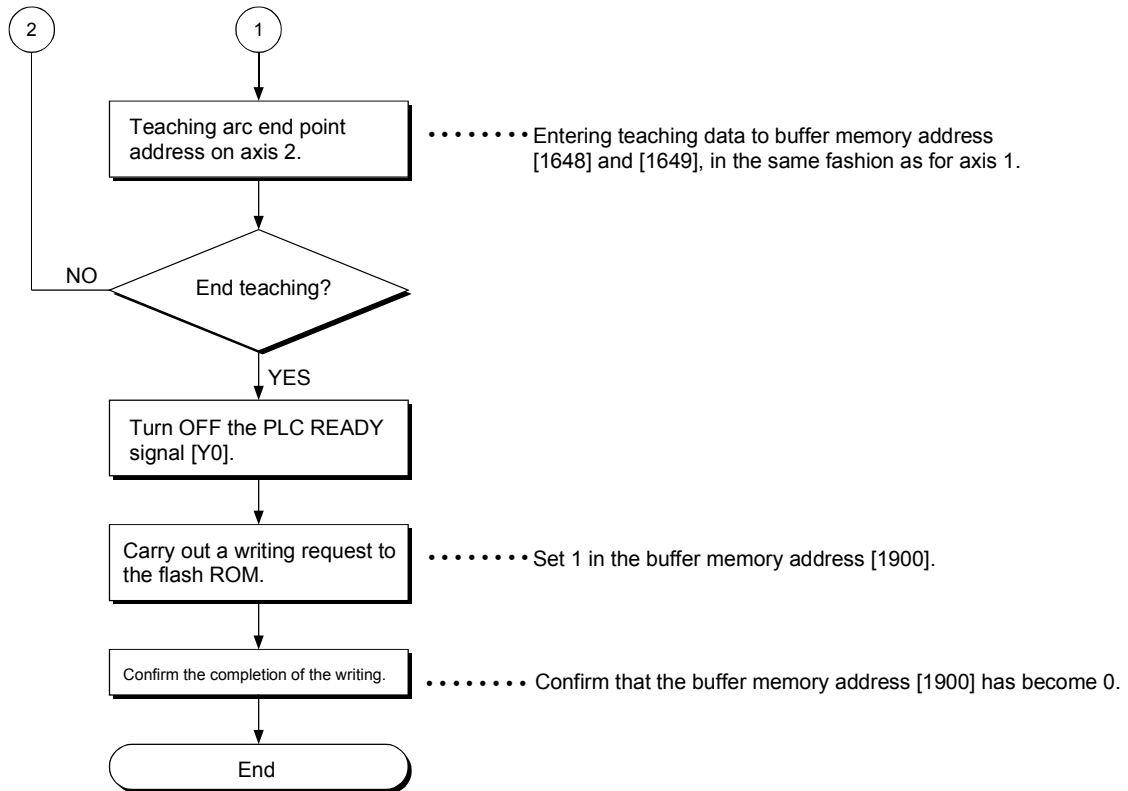 2
1
Teaching arc end point
address on axis 2.
• • • • • • • • Entering teaching data to buffer memory address
[1648] and [1649], in the same fashion as for axis 1.
NO
End teaching?
YES
Turn OFF the PLC READY
signal [Y0].
Carry out a writing request to
the flash ROM.
• • • • • • • • Set 1 in the buffer memory address [1900].
Confirm the completion of the writing.
• • • • • • • • Confirm that the buffer memory address [1900] has become 0.
End